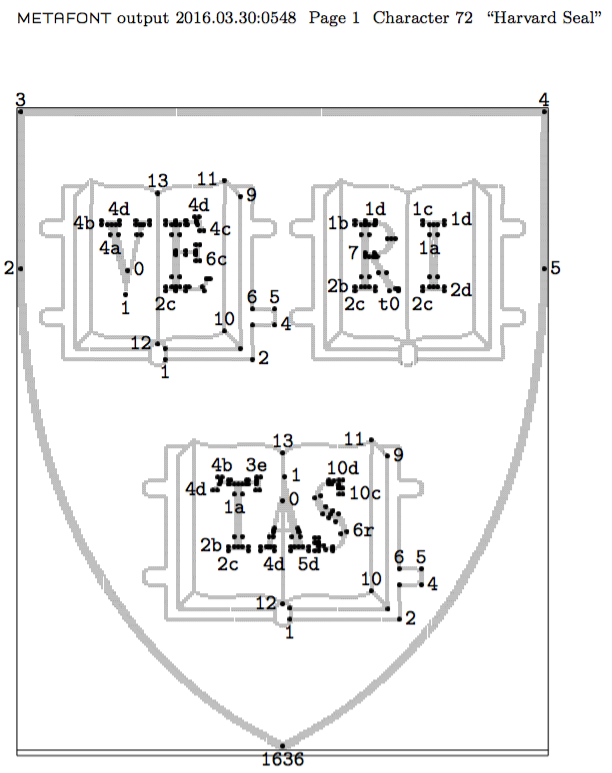 METAFONT output 2016.03.30:0548 Page 1 Character 72 “Harvard Seal”
3 4
13 11 9
4b 4d 4d 4c 1b 1d 1c 1d
4a 6c 7 1a
2 0 5
1 2c 2b 2c t0 2c 2d
6 5
10 4
12 2
1
VE RI
13 11 9
4b 3e 1 10d
4d 0 10c
1a 6r
2b 2c 4d 5d
6 5
10 4
12 2
1
TAS
1636